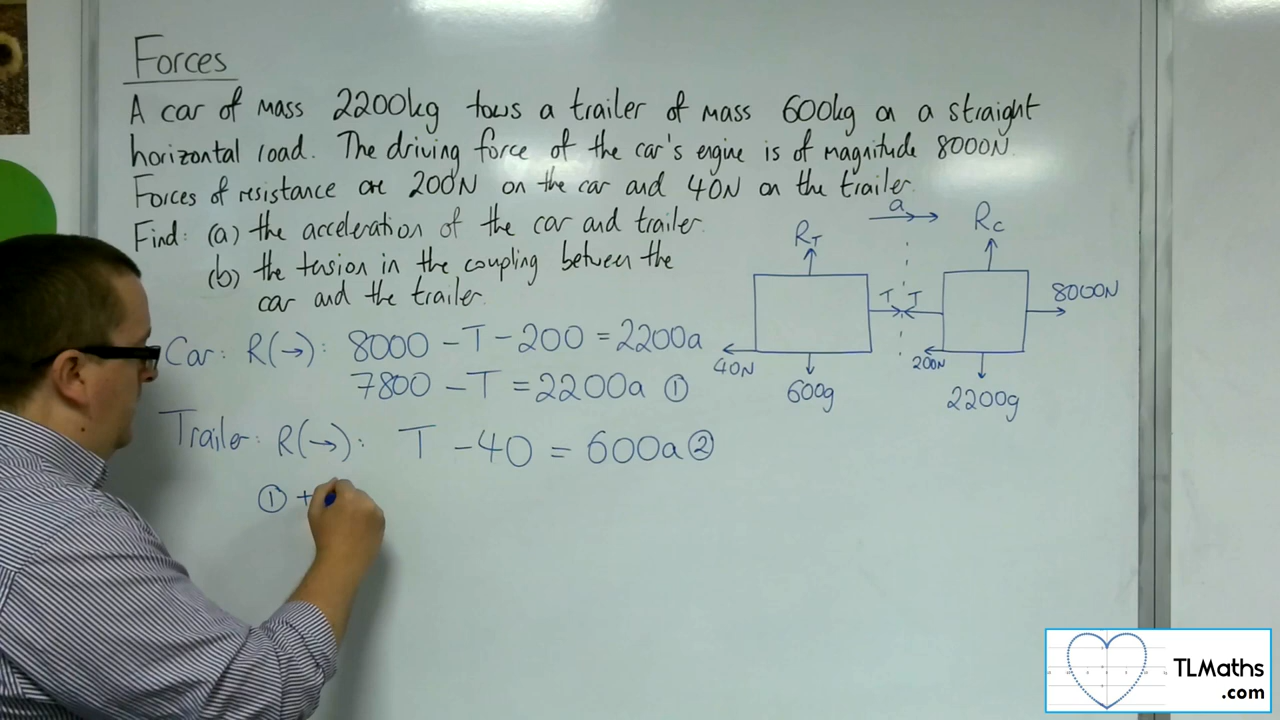 Forces
A car of mass 2200kg tows a trailer of mass 600kg on a straight
horizontal road. The driving force of the car's engine is of magnitude 8000N.
Forces of resistance are 200N on the car and 40N on the trailer.
Find: (a) the acceleration of the car and trailer.
(b) the tension in the coupling between the
car and the trailer.
Car: R(→): 8000 - T - 200 = 2200a
7800 - T = 2200a ①
Trailer: R(→): T - 40 = 600a ②
① +
a
R_T
R_C
T T
8000N
40N
200N
600g
2200g
TLMaths
.com